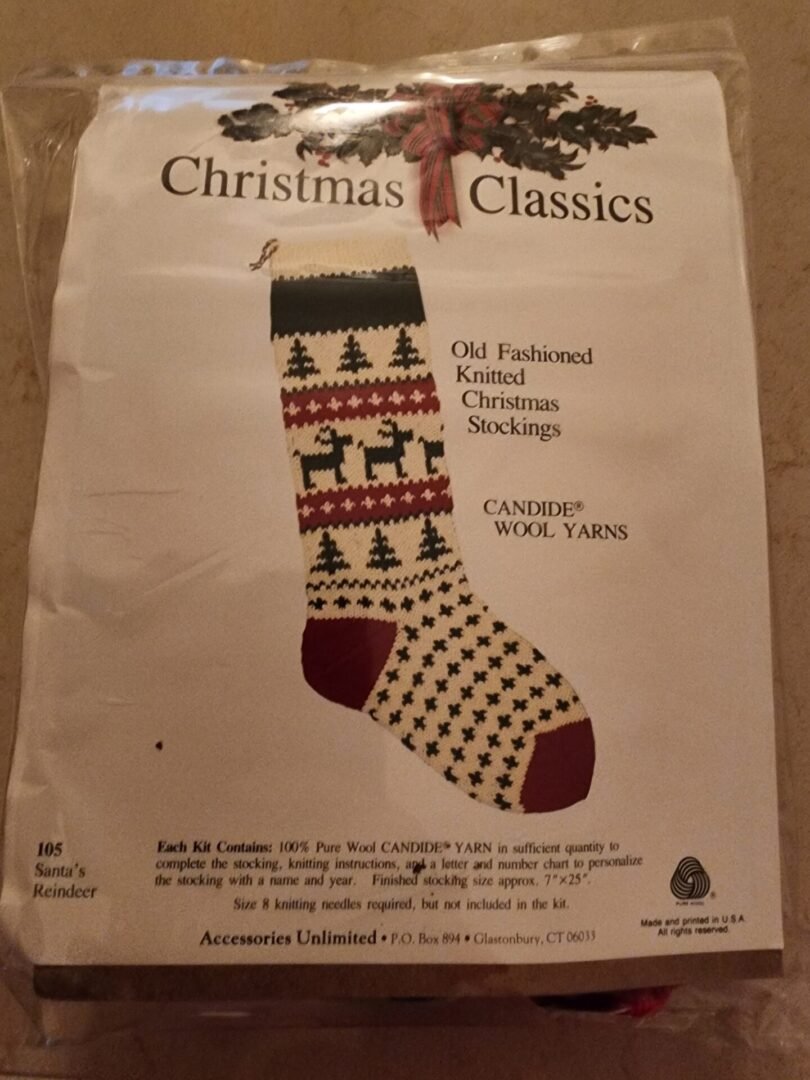 Christmas Classics
Old Fashioned
Knitted
Christmas
Stockings
CANDIDE®
WOOL YARNS
105
Santa's
Reindeer
Each Kit Contains: 100% Pure Wool CANDIDE® YARN in sufficient quantity to
complete the stocking, knitting instructions, and a letter and number chart to personalize
the stocking with a name and year. Finished stocking size approx. 7"×25".
Size 8 knitting needles required, but not included in the kit.
Accessories Unlimited • P.O. Box 894 • Glastonbury, CT 06033
®
PURE WOOL
Made and printed in U.S.A.
All rights reserved.